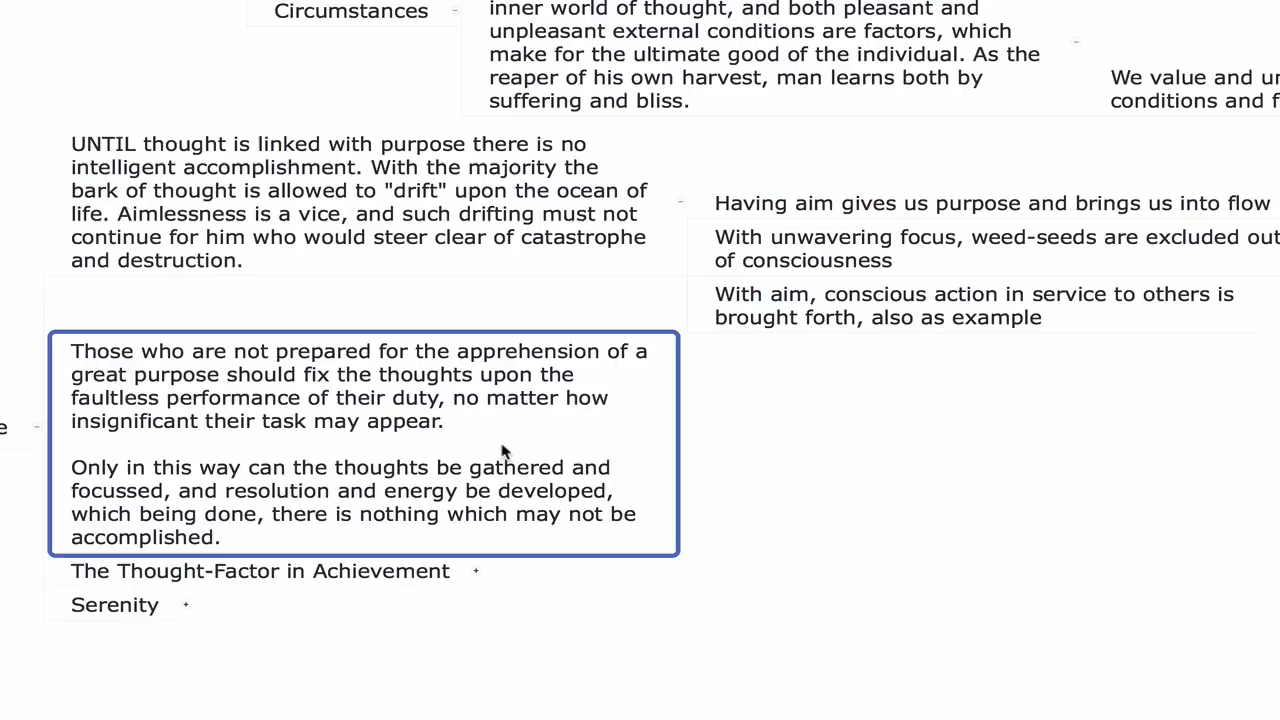 Circumstances
inner world of thought, and both pleasant and
unpleasant external conditions are factors, which
make for the ultimate good of the individual. As the
reaper of his own harvest, man learns both by
suffering and bliss.
We value and un
conditions and f
UNTIL thought is linked with purpose there is no
intelligent accomplishment. With the majority the
bark of thought is allowed to "drift" upon the ocean of
life. Aimlessness is a vice, and such drifting must not
continue for him who would steer clear of catastrophe
and destruction.
Having aim gives us purpose and brings us into flow
With unwavering focus, weed-seeds are excluded out
of consciousness
With aim, conscious action in service to others is
brought forth, also as example
e
Those who are not prepared for the apprehension of a
great purpose should fix the thoughts upon the
faultless performance of their duty, no matter how
insignificant their task may appear.
Only in this way can the thoughts be gathered and
focussed, and resolution and energy be developed,
which being done, there is nothing which may not be
accomplished.
The Thought-Factor in Achievement
Serenity